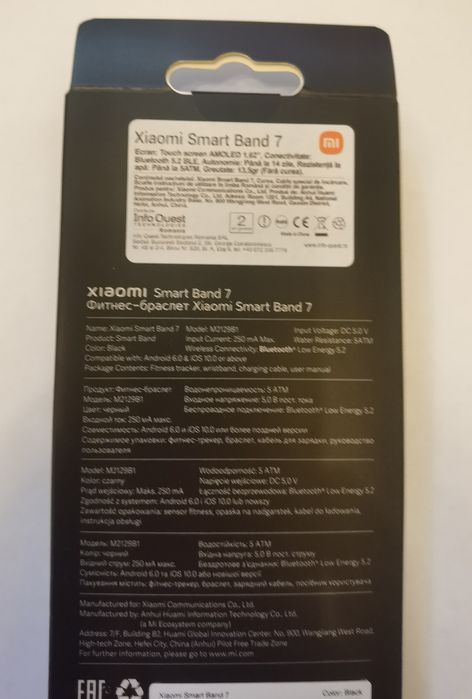 Xiaomi Smart Band 7
mi
Ecran: Touch screen AMOLED 1.62", Conectivitate:
Bluetooth 5.2 BLE, Autonomie: Până la 14 zile, Rezistență la
apă: Până la 5ATM, Greutate: 13,5gr (Fără curea).
Info Quest
TECHNOLOGIES
Romania
2
CE
www.info-quest.ro
xiaomi Smart Band 7
Фитнес-браслет Xiaomi Smart Band 7
Name: Xiaomi Smart Band 7 Model: M2129B1 Input Voltage: DC 5.0 V
Product: Smart Band Input Current: 250 mA Max. Water Resistance: 5ATM
Color: Black Wireless Connectivity: Bluetooth® Low Energy 5.2
Compatible with: Android 6.0 & iOS 10.0 or above
Package Contents: Fitness tracker, wristband, charging cable, user manual
Продукт: Фитнес-браслет Водонепроницаемость: 5 ATM
Модель: M2129B1 Входное напряжение: 5,0 В пост. тока
Цвет: черный Беспроводное подключение: Bluetooth® Low Energy 5.2
Входной ток: 250 мА макс.
Совместимость: Android 6.0 и iOS 10.0 или более поздней версии
Содержимое упаковки: фитнес-трекер, браслет, кабель для зарядки, руководство
пользователя
Model: M2129B1 Wodoodporność: 5 ATM
Kolor: czarny Napięcie wejściowe: DC 5.0 V
Prąd wejściowy: Maks. 250 mA Łączność bezprzewodowa: Bluetooth® Low Energy 5.2
Zgodność z systemem: Android 6.0 i iOS 10.0 lub nowszy
Zawartość opakowania: sensor fitness, opaska na nadgarstek, kabel do ładowania,
instrukcja obsługi
Модель: M2129B1 Водостійкість: 5 ATM
Колір: чорний Вхідна напруга: 5,0 В пост. струму
Вхідний струм: 250 мА макс. Бездротове з'єднання: Bluetooth® Low Energy 5.2
Сумісність: Android 6.0 та iOS 10.0 або новішої версії
Пакування містить: фітнес-трекер, браслет, зарядний кабель, посібник користувача
Manufactured for: Xiaomi Communications Co., Ltd.
Manufactured by: Anhui Huami Information Technology Co., Ltd.
(a Mi Ecosystem company)
Address: 7/F, Building B2, Huami Global Innovation Center, No. 900, Wangjiang West Road,
High-tech Zone, Hefei City, China (Anhui) Pilot Free Trade Zone
For further information, please go to www.mi.com
EAC
Xiaomi Smart Band 7 Color: Black